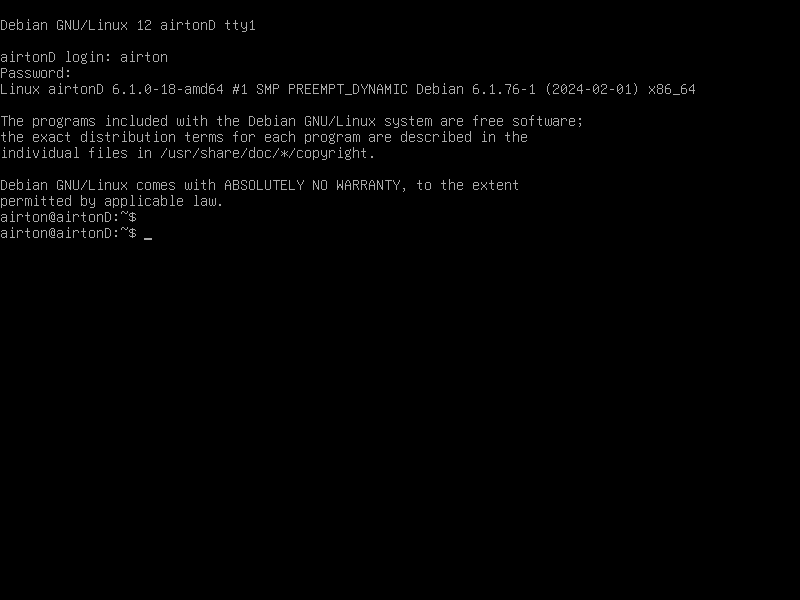 Debian GNU/Linux 12 airtonD tty1
airtonD login: airton
Password:
Linux airtonD 6.1.0-18-amd64 #1 SMP PREEMPT_DYNAMIC Debian 6.1.76-1 (2024-02-01) x86_64
The programs included with the Debian GNU/Linux system are free software;
the exact distribution terms for each program are described in the
individual files in /usr/share/doc/*/copyright.
Debian GNU/Linux comes with ABSOLUTELY NO WARRANTY, to the extent
permitted by applicable law.
airton@airtonD:~$
airton@airtonD:~$ _